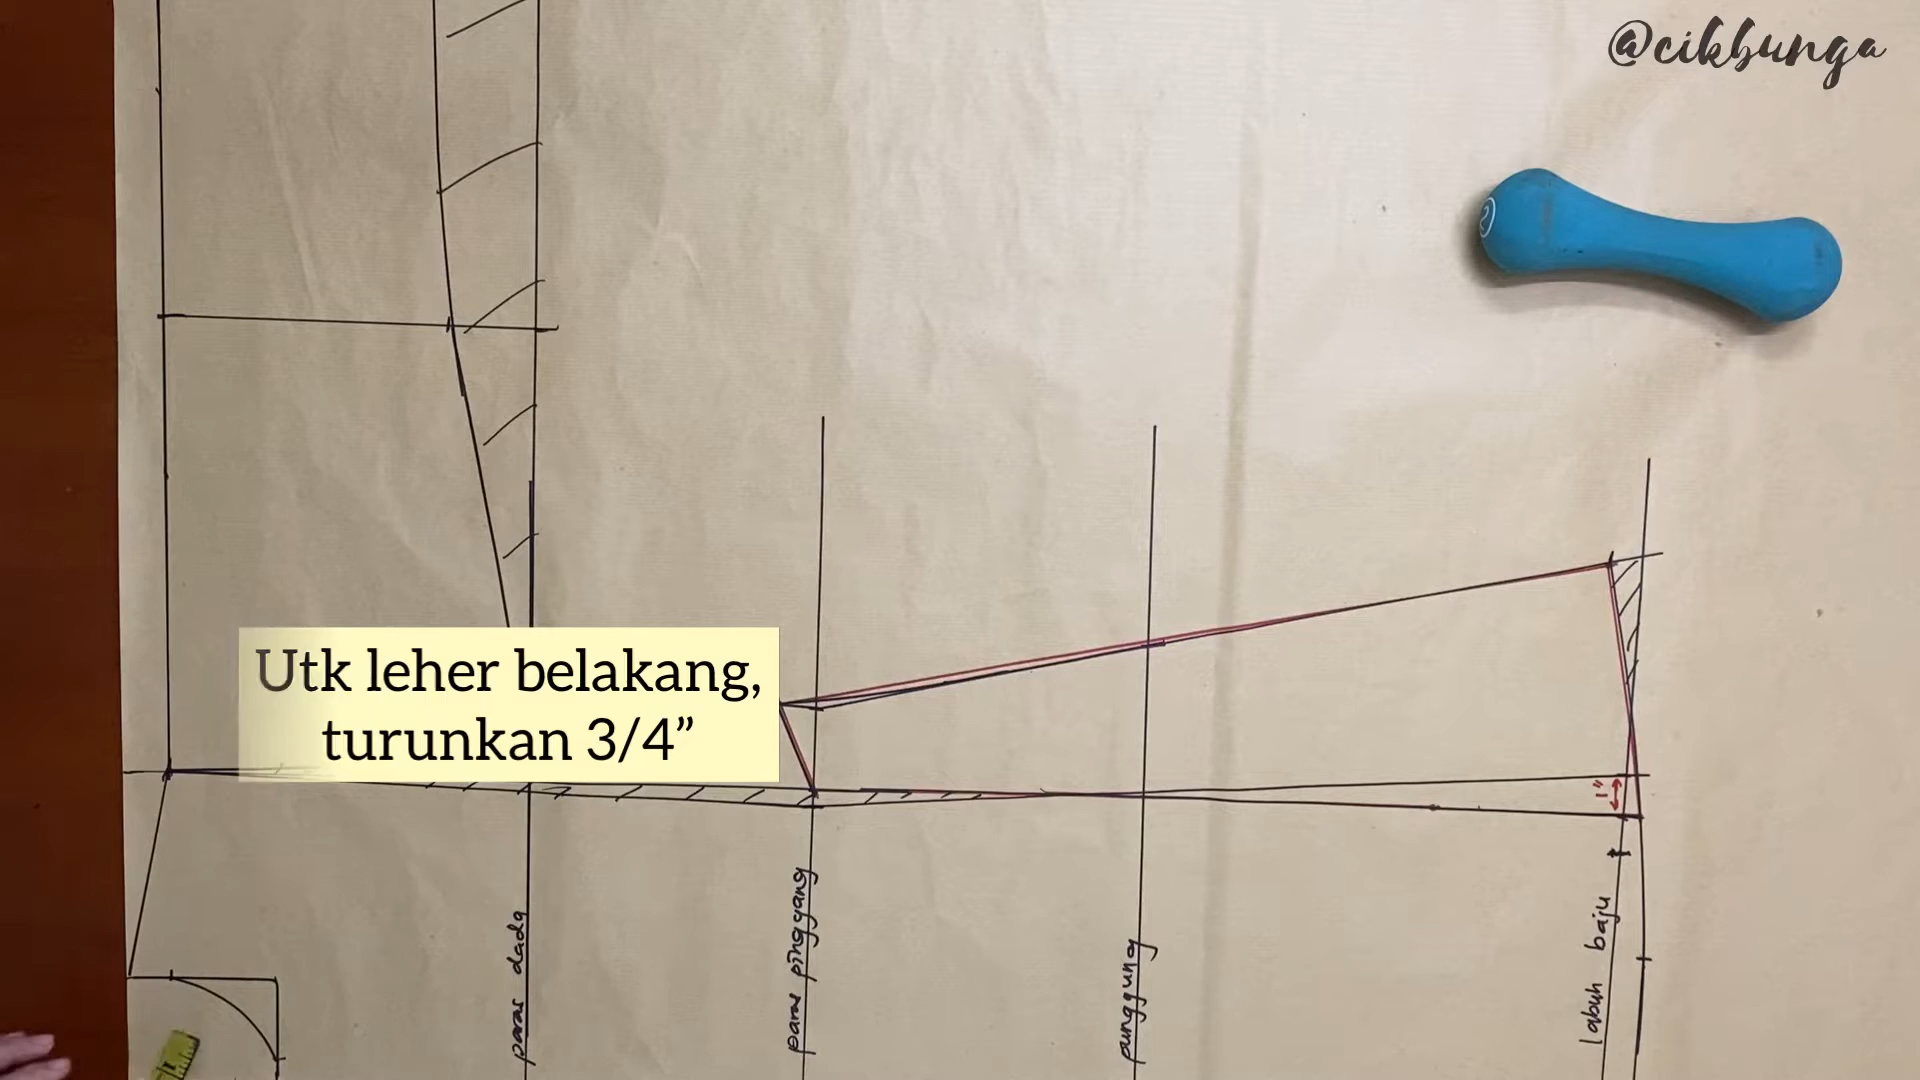 @cikbunga
Utk leher belakang,
turunkan 3/4”
paras dada
paras pinggang
punggung
labuh baju
1"